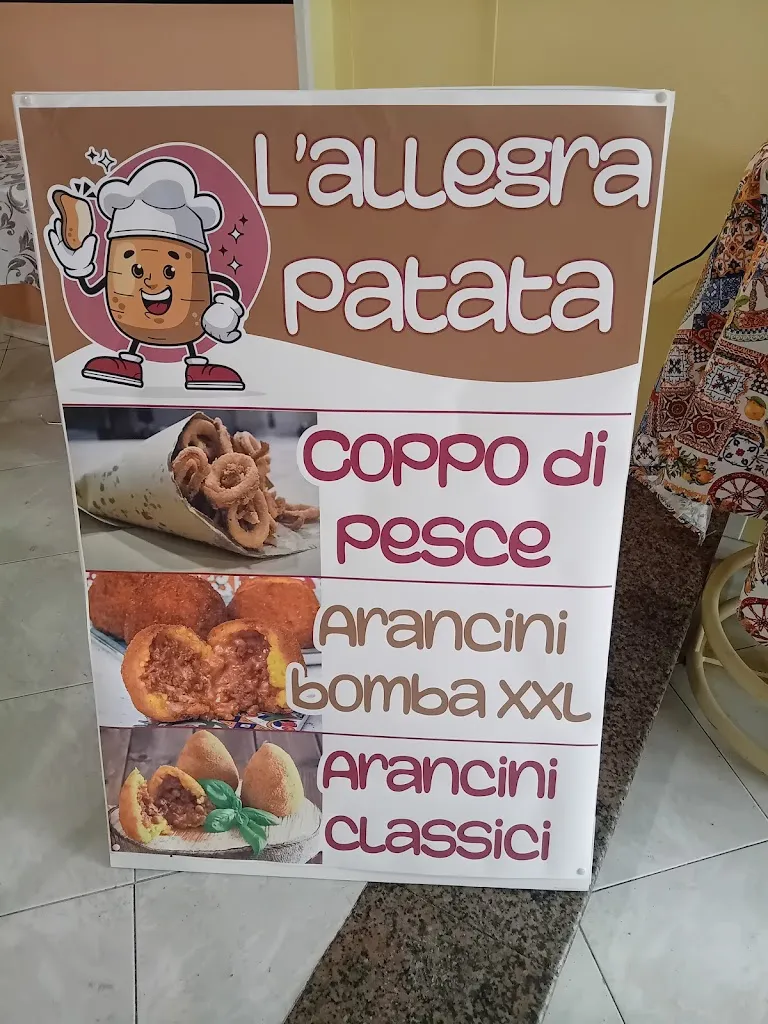 L'allegra
patata
Coppo di
pesce
Arancini
bomba XXL
Arancini
classici